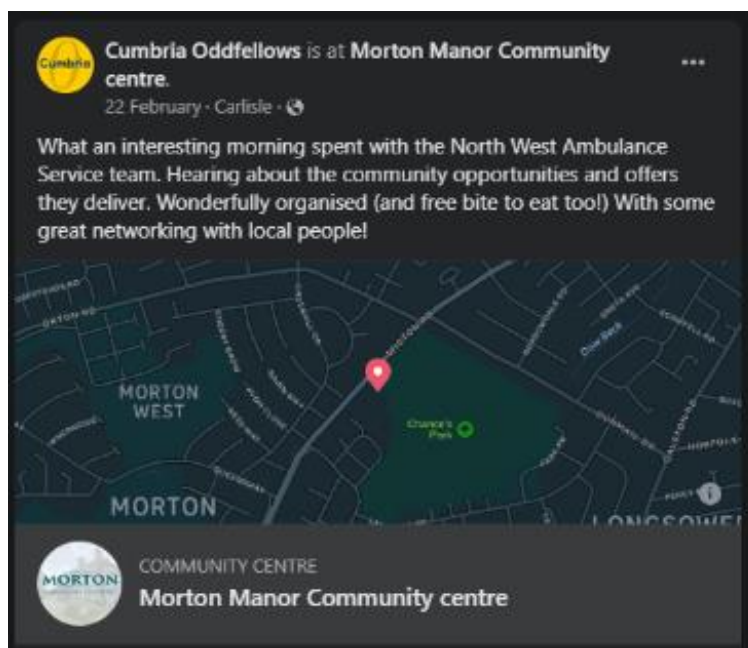 Cumbria
Cumbria Oddfellows is at Morton Manor Community
centre.
22 February · Carlisle ·
What an interesting morning spent with the North West Ambulance
Service team. Hearing about the community opportunities and offers
they deliver. Wonderfully organised (and free bite to eat too!) With some
great networking with local people!
MORTON
WEST
Chance's
Park
MORTON
MORTON
COMMUNITY CENTRE
Morton Manor Community centre